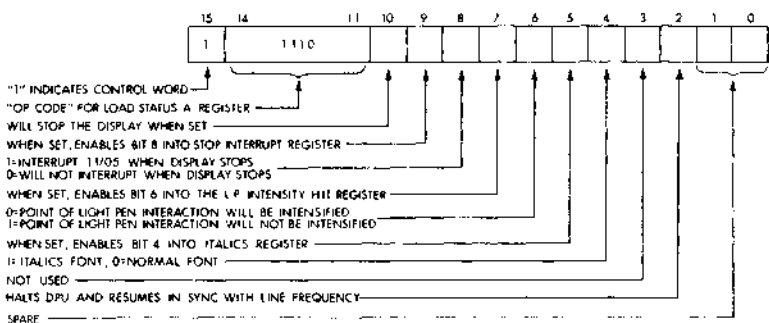 15 14 11 10 9 8 7 6 5 4 3 2 1 0
1 1110
"1" INDICATES CONTROL WORD
"OP CODE" FOR LOAD STATUS A REGISTER
WILL STOP THE DISPLAY WHEN SET
WHEN SET, ENABLES BIT 8 INTO STOP INTERRUPT REGISTER
1=INTERRUPT 11/05 WHEN DISPLAY STOPS
0=WILL NOT INTERRUPT WHEN DISPLAY STOPS
WHEN SET, ENABLES BIT 6 INTO THE L P INTENSITY HIT REGISTER
0=POINT OF LIGHT PEN INTERACTION WILL BE INTENSIFIED
1=POINT OF LIGHT PEN INTERACTION WILL NOT BE INTENSIFIED
WHEN SET, ENABLES BIT 4 INTO ITALICS REGISTER
1= ITALICS FONT, 0=NORMAL FONT
NOT USED
HALTS DPU AND RESUMES IN SYNC WITH LINE FREQUENCY
SPARE